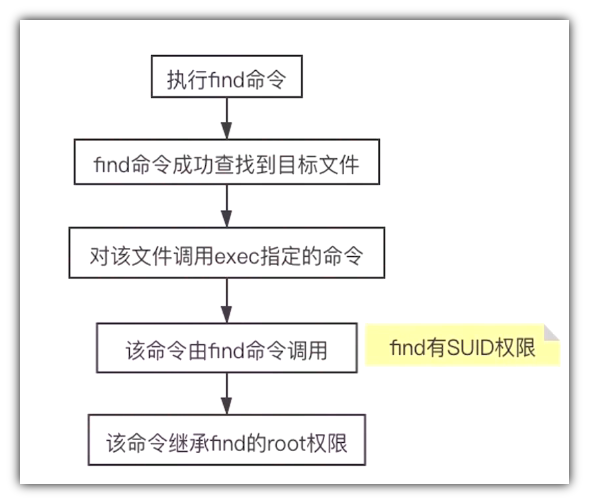 执行find命令
find命令成功查找到目标文件
对该文件调用exec指定的命令
该命令由find命令调用
find有SUID权限
该命令继承find的root权限